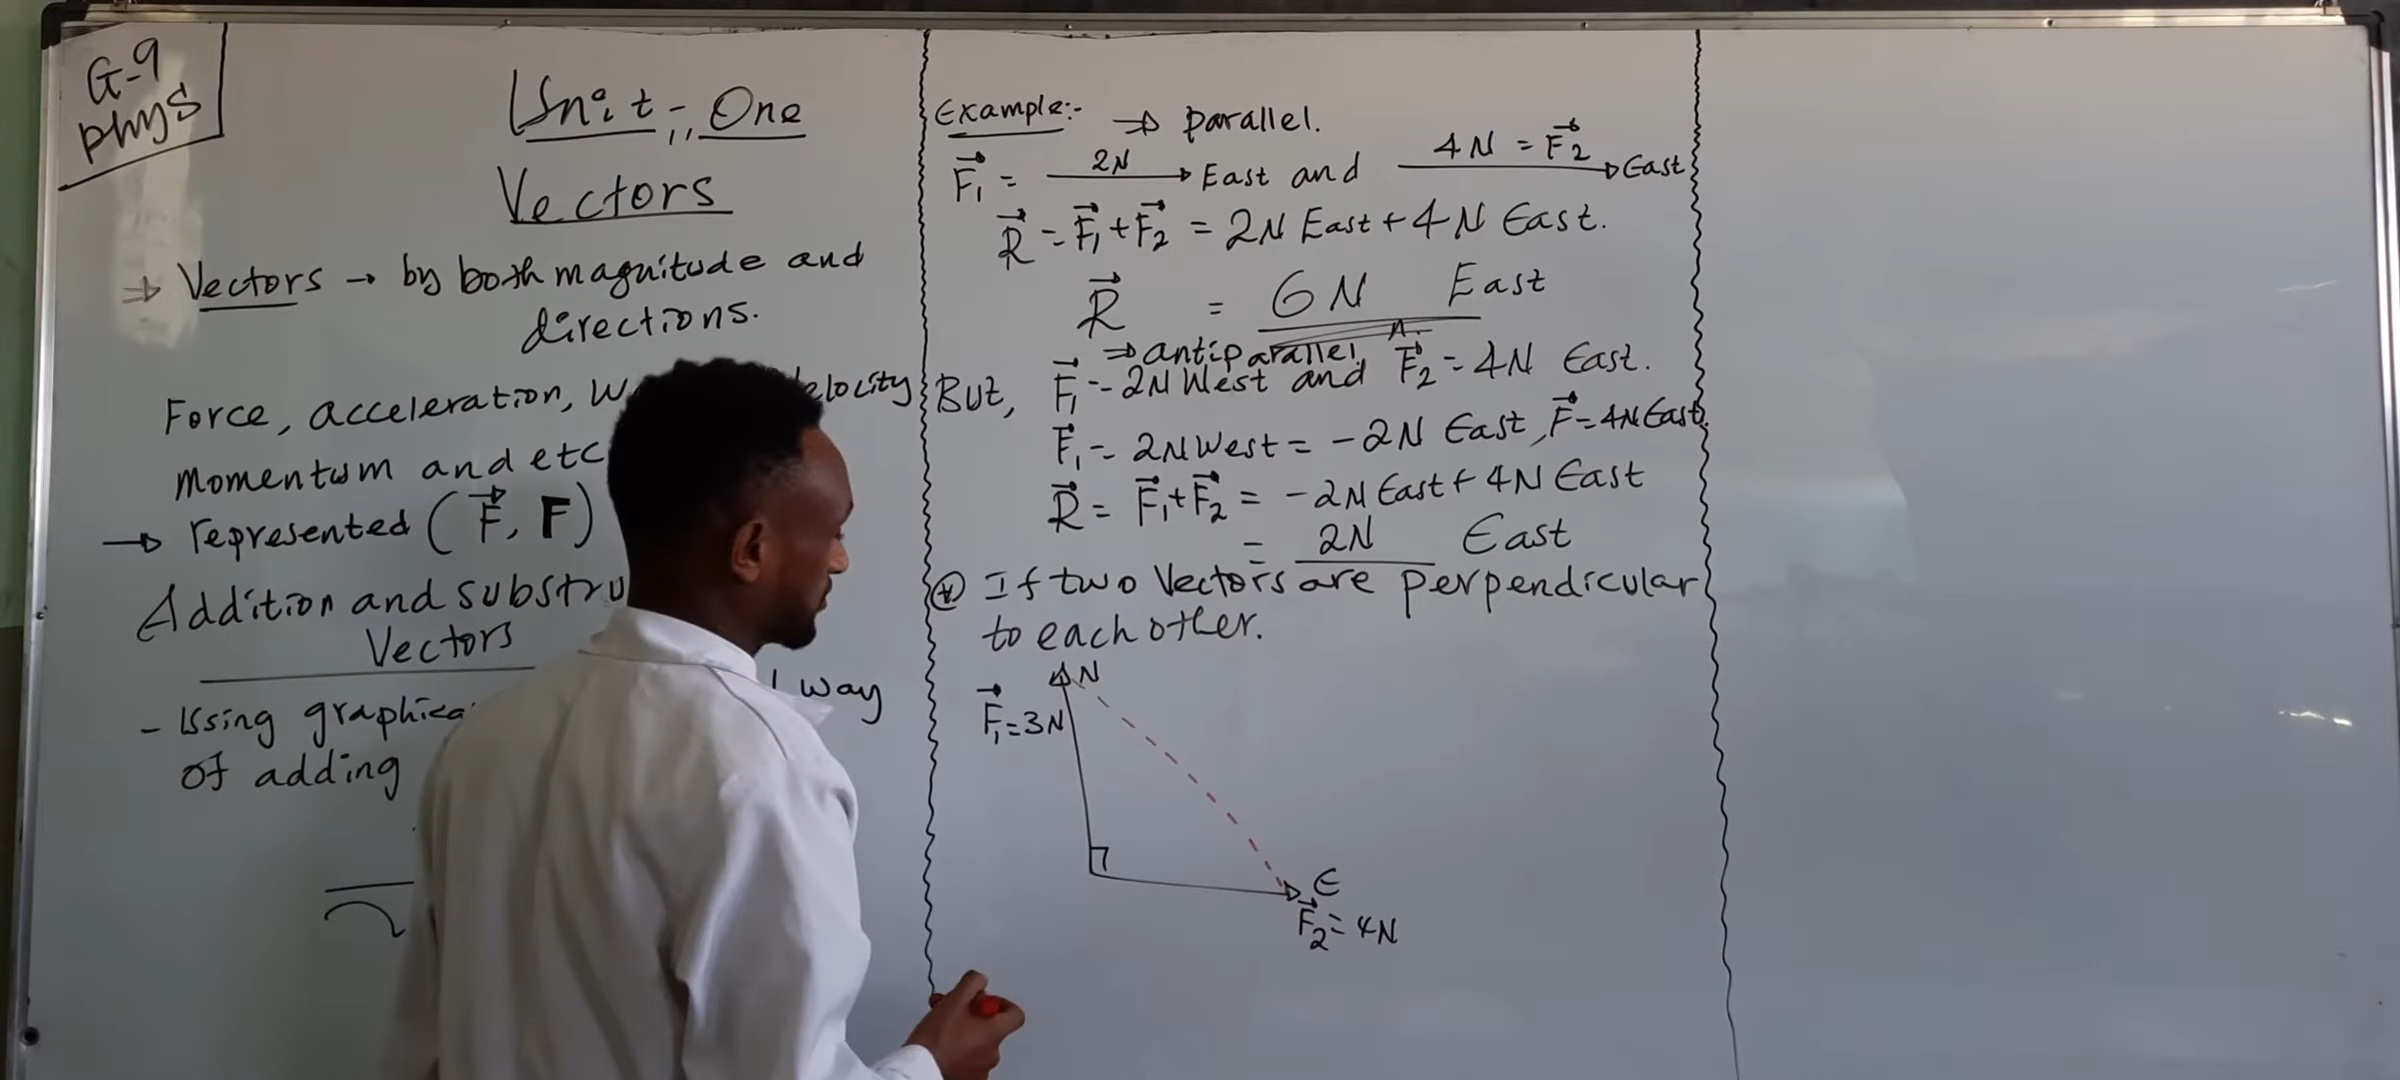 G-9
phys
Unit:- One
Vectors
⇒ Vectors → by both magnitude and
directions.
Force, acceleration, elocity
momentum and etc
→ represented (F⃗, F)
Addition and substru
Vectors
- Using graphica way
of adding
Example:- ⇒ parallel.
F⃗₁ = 2N East and 4N = F⃗₂ East
R⃗ = F⃗₁ + F⃗₂ = 2N East + 4N East.
R⃗ = 6N East
⇒ antiparallel
But, F⃗₁ = 2N West and F⃗₂ = 4N East.
F⃗₁ = 2N West = -2N East, F⃗ = 4N East
R⃗ = F⃗₁ + F⃗₂ = -2N East + 4N East
= 2N East
⊛ If two Vectors are perpendicular
to each other.
N
F⃗₁ = 3N
E
F⃗₂ = 4N